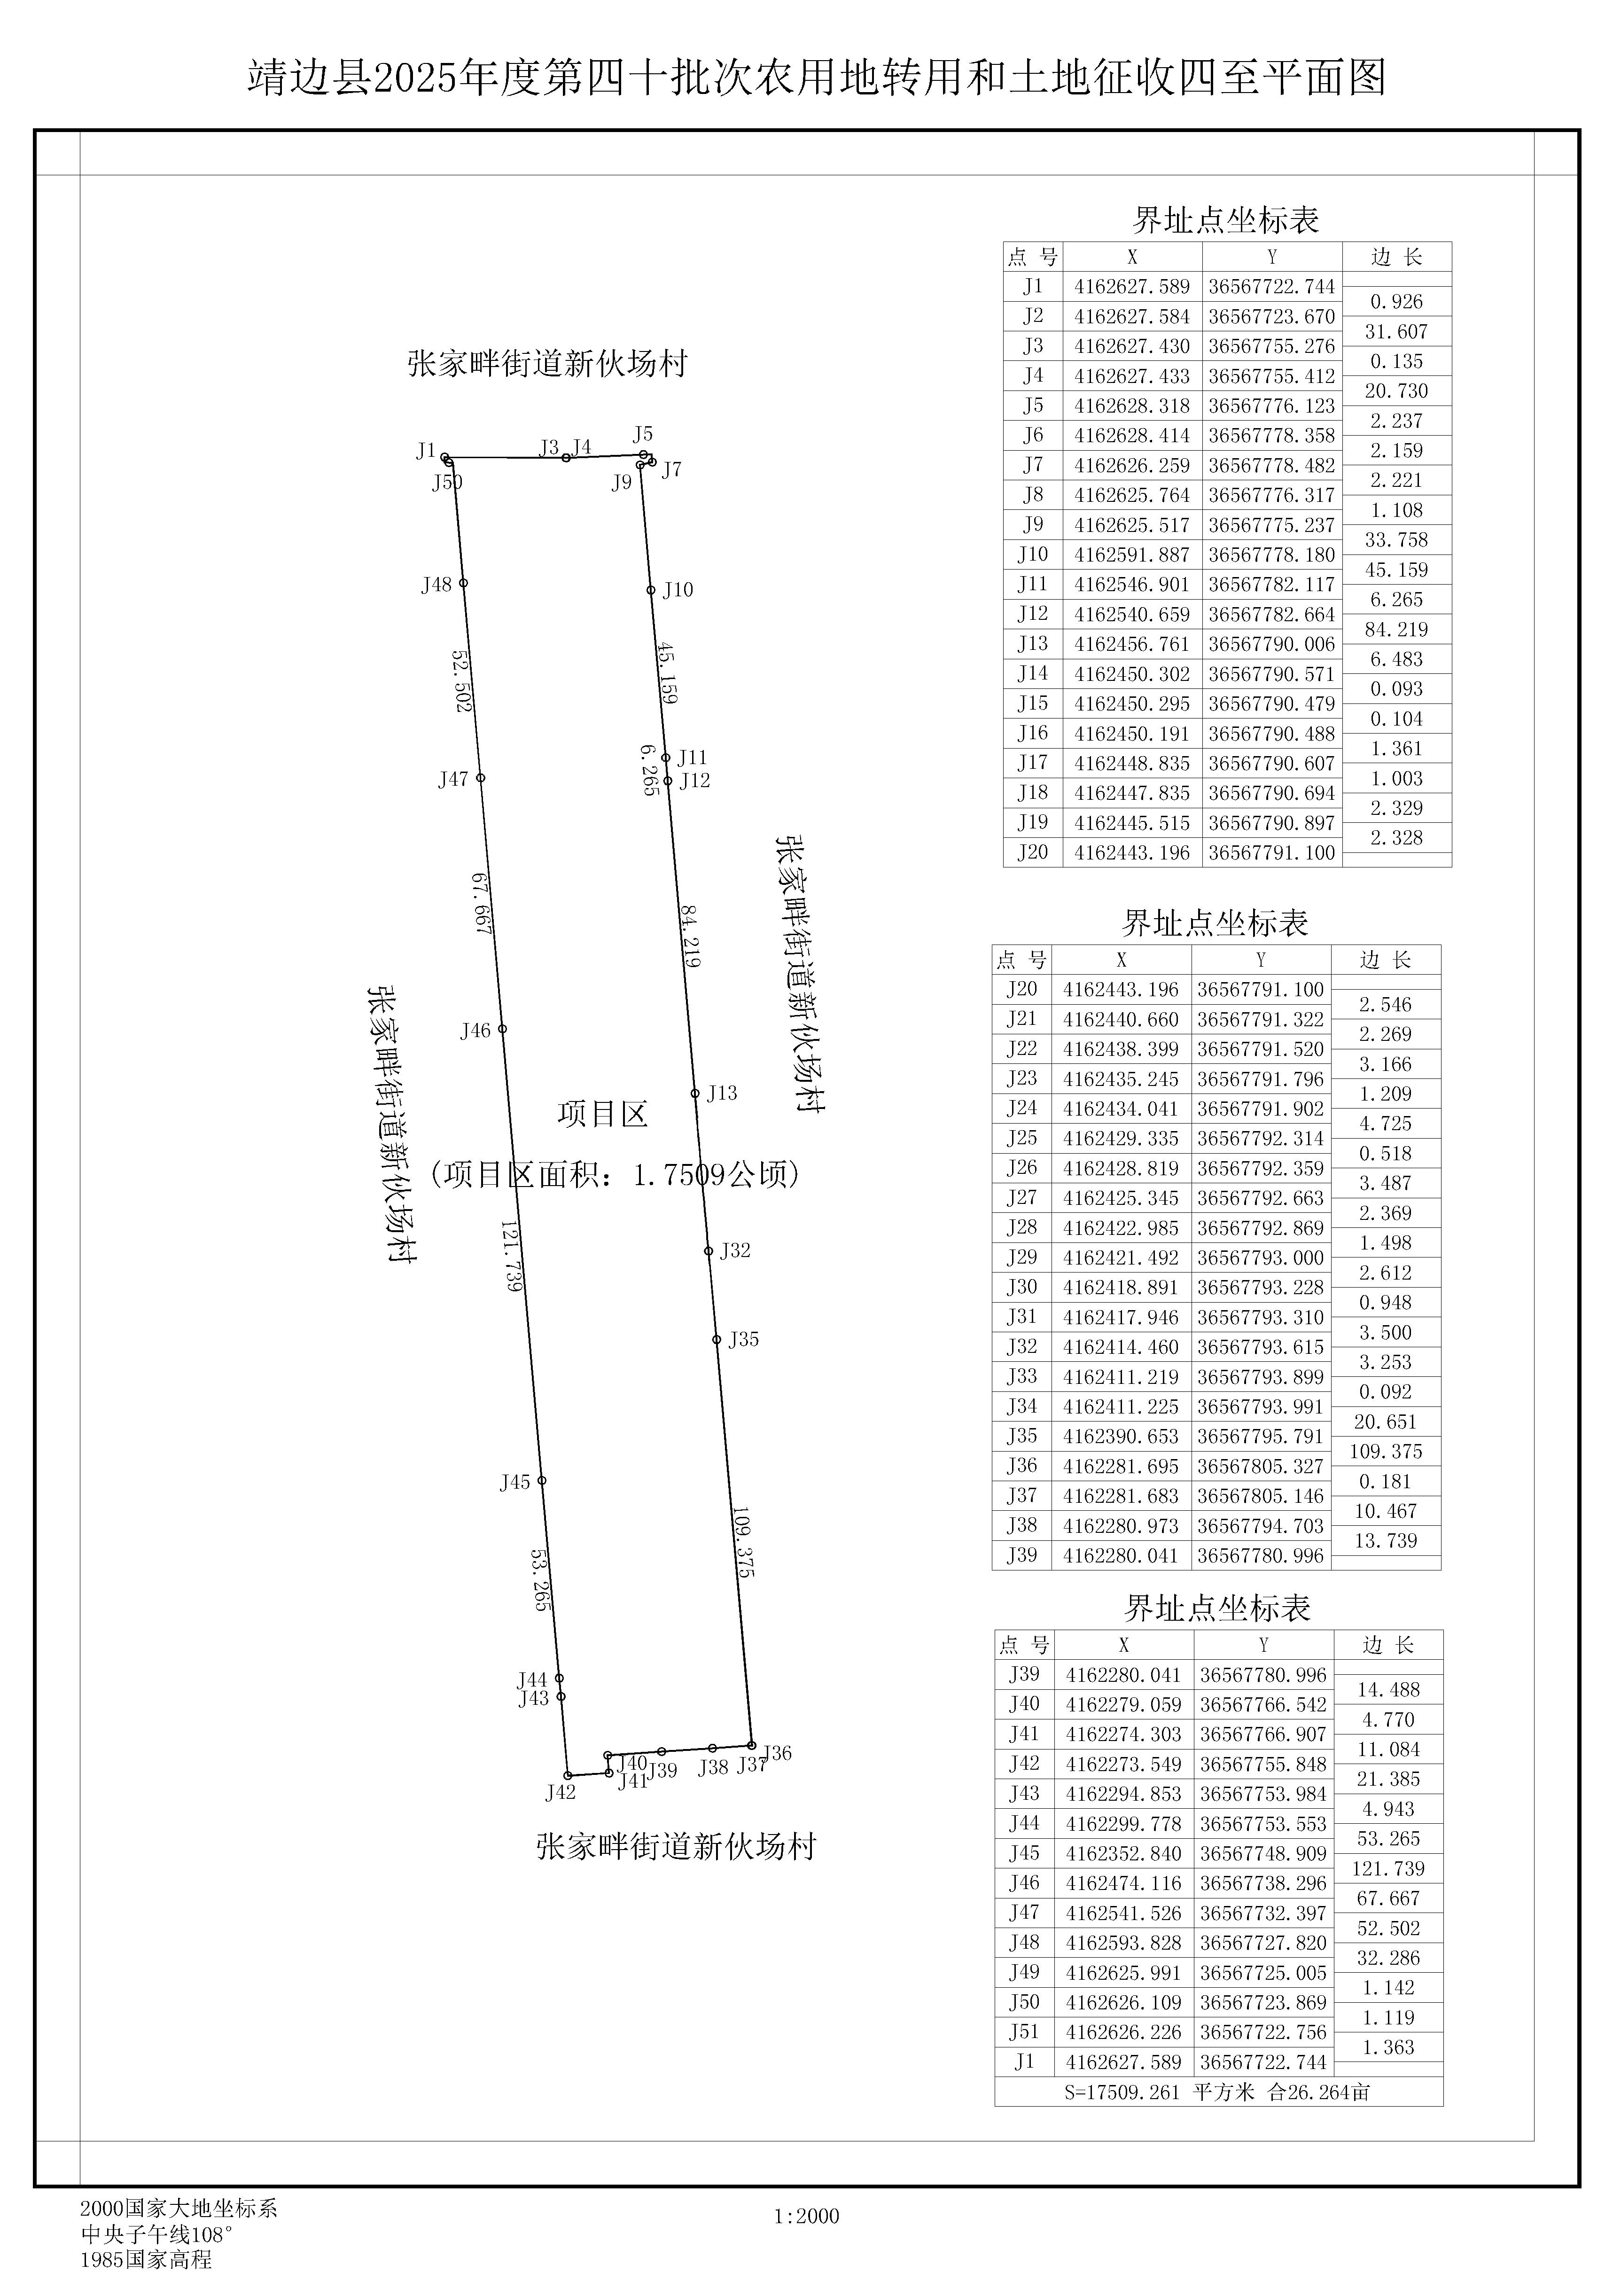 靖边县2025年度第四十批次农用地转用和土地征收四至平面图
张家畔街道新伙场村
J1
J3
J4
J5
J50
J9
J7
J48
J10
52.502
45.159
J47
6.265
J11
J12
67.667
84.219
张家畔街道新伙场村
张家畔街道新伙场村
J46
J13
项目区
(项目区面积：1.7509公顷)
121.739
J32
J35
J45
53.265
109.375
J44
J43
J42
J41
J40
J39
J38
J37
J36
张家畔街道新伙场村
界址点坐标表
点 号 X Y 边 长
J1 4162627.589 36567722.744
0.926
J2 4162627.584 36567723.670
31.607
J3 4162627.430 36567755.276
0.135
J4 4162627.433 36567755.412
20.730
J5 4162628.318 36567776.123
2.237
J6 4162628.414 36567778.358
2.159
J7 4162626.259 36567778.482
2.221
J8 4162625.764 36567776.317
1.108
J9 4162625.517 36567775.237
33.758
J10 4162591.887 36567778.180
45.159
J11 4162546.901 36567782.117
6.265
J12 4162540.659 36567782.664
84.219
J13 4162456.761 36567790.006
6.483
J14 4162450.302 36567790.571
0.093
J15 4162450.295 36567790.479
0.104
J16 4162450.191 36567790.488
1.361
J17 4162448.835 36567790.607
1.003
J18 4162447.835 36567790.694
2.329
J19 4162445.515 36567790.897
2.328
J20 4162443.196 36567791.100
界址点坐标表
点 号 X Y 边 长
J20 4162443.196 36567791.100
2.546
J21 4162440.660 36567791.322
2.269
J22 4162438.399 36567791.520
3.166
J23 4162435.245 36567791.796
1.209
J24 4162434.041 36567791.902
4.725
J25 4162429.335 36567792.314
0.518
J26 4162428.819 36567792.359
3.487
J27 4162425.345 36567792.663
2.369
J28 4162422.985 36567792.869
1.498
J29 4162421.492 36567793.000
2.612
J30 4162418.891 36567793.228
0.948
J31 4162417.946 36567793.310
3.500
J32 4162414.460 36567793.615
3.253
J33 4162411.219 36567793.899
0.092
J34 4162411.225 36567793.991
20.651
J35 4162390.653 36567795.791
109.375
J36 4162281.695 36567805.327
0.181
J37 4162281.683 36567805.146
10.467
J38 4162280.973 36567794.703
13.739
J39 4162280.041 36567780.996
界址点坐标表
点 号 X Y 边 长
J39 4162280.041 36567780.996
14.488
J40 4162279.059 36567766.542
4.770
J41 4162274.303 36567766.907
11.084
J42 4162273.549 36567755.848
21.385
J43 4162294.853 36567753.984
4.943
J44 4162299.778 36567753.553
53.265
J45 4162352.840 36567748.909
121.739
J46 4162474.116 36567738.296
67.667
J47 4162541.526 36567732.397
52.502
J48 4162593.828 36567727.820
32.286
J49 4162625.991 36567725.005
1.142
J50 4162626.109 36567723.869
1.119
J51 4162626.226 36567722.756
1.363
J1 4162627.589 36567722.744
S=17509.261 平方米 合26.264亩
2000国家大地坐标系
中央子午线108°
1985国家高程
1:2000